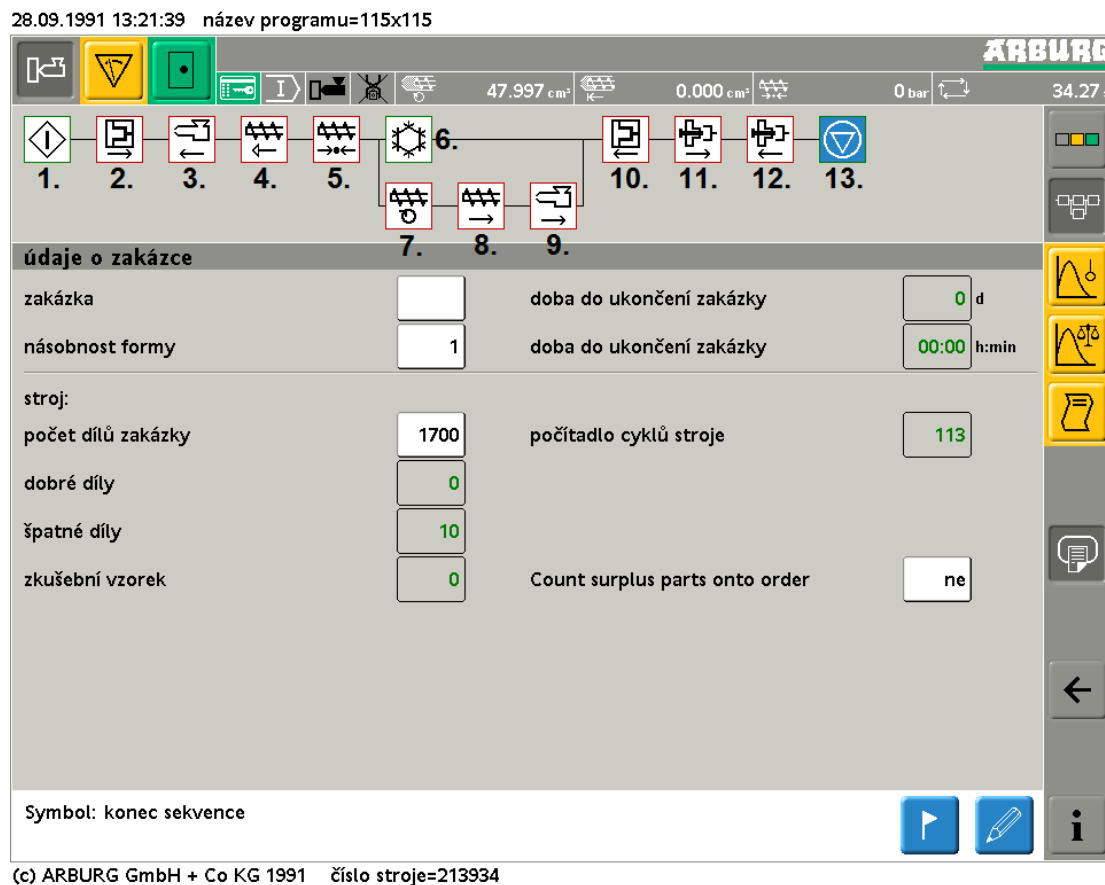 28.09.1991 13:21:39 název programu=115x115
ARBURG
47.997 cm³ 0.000 cm³ 0 bar 34.27
1. 2. 3. 4. 5. 6. 10. 11. 12. 13.
7. 8. 9.
údaje o zakázce
zakázka doba do ukončení zakázky 0 d
násobnost formy 1 doba do ukončení zakázky 00:00 h:min
stroj:
počet dílů zakázky 1700 počítadlo cyklů stroje 113
dobré díly 0
špatné díly 10
zkušební vzorek 0 Count surplus parts onto order ne
Symbol: konec sekvence
(c) ARBURG GmbH + Co KG 1991 číslo stroje=213934